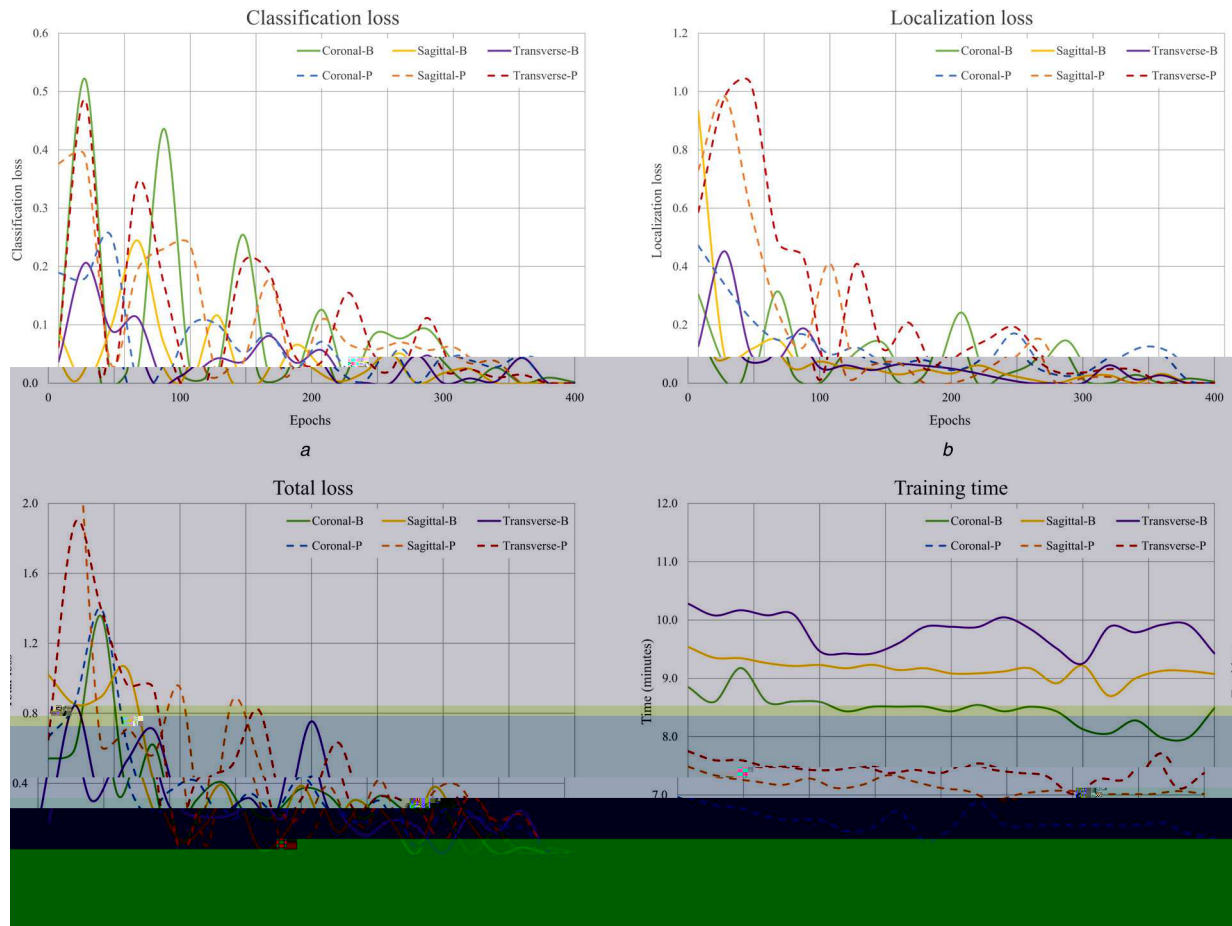 Classification loss
0.6
0.5
0.4
0.3
0.2
0.1
0.0
Classification loss
Coronal-B
Sagittal-B
Transverse-B
Coronal-P
Sagittal-P
Transverse-P
0
100
200
300
400
Epochs
a
Localization loss
1.2
1.0
0.8
0.6
0.4
0.2
0.0
Localization loss
Coronal-B
Sagittal-B
Transverse-B
Coronal-P
Sagittal-P
Transverse-P
0
100
200
300
400
Epochs
b
Total loss
2.0
1.6
1.2
0.8
0.4
Coronal-B
Sagittal-B
Transverse-B
Coronal-P
Sagittal-P
Transverse-P
Training time
12.0
11.0
10.0
9.0
8.0
7.0
Time (minutes)
Coronal-B
Sagittal-B
Transverse-B
Coronal-P
Sagittal-P
Transverse-P